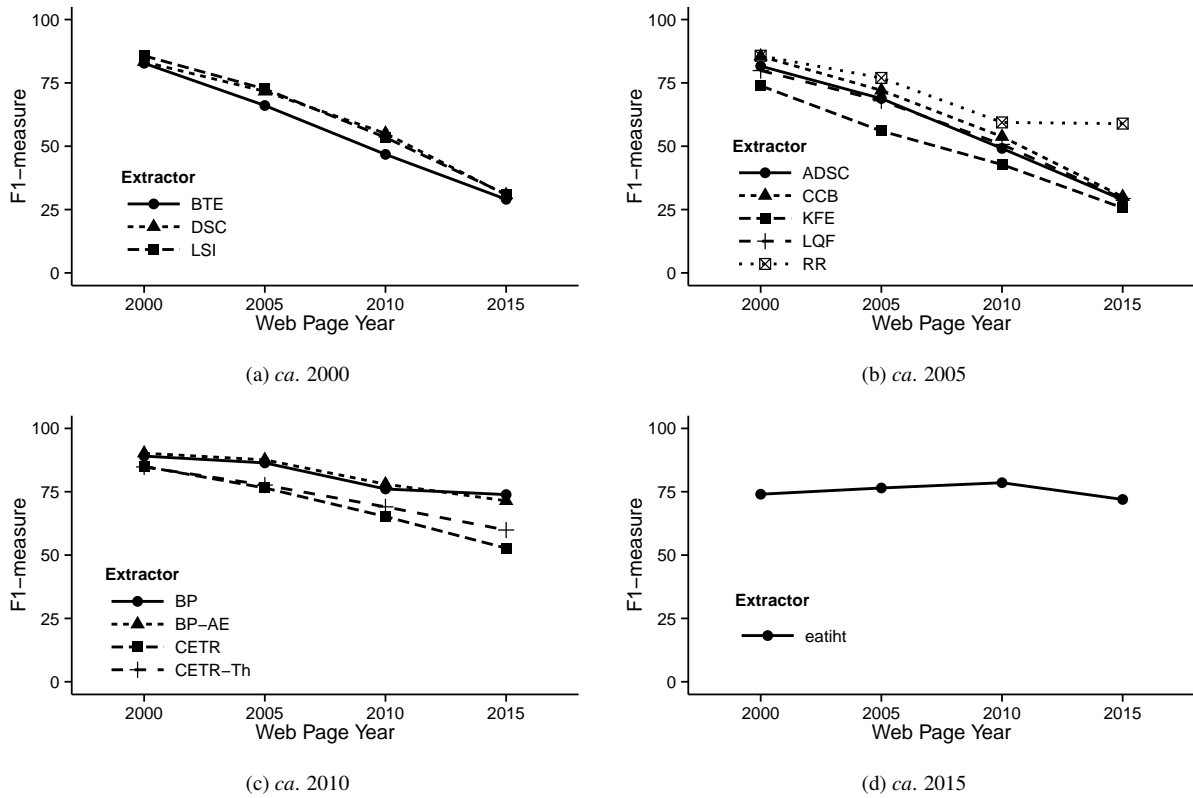 100
75
50
25
0
F1−measure
Extractor
BTE
DSC
LSI
2000 2005 2010 2015
Web Page Year
(a) ca. 2000
100
75
50
25
0
F1−measure
Extractor
ADSC
CCB
KFE
LQF
RR
2000 2005 2010 2015
Web Page Year
(b) ca. 2005
100
75
50
25
0
F1−measure
Extractor
BP
BP−AE
CETR
CETR−Th
2000 2005 2010 2015
Web Page Year
(c) ca. 2010
100
75
50
25
0
F1−measure
Extractor
eatiht
2000 2005 2010 2015
Web Page Year
(d) ca. 2015